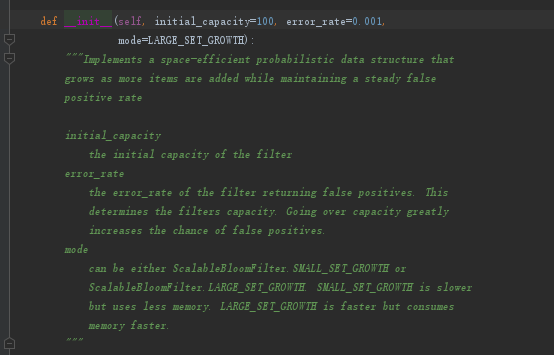 def __init__(self, initial_capacity=100, error_rate=0.001,
mode=LARGE_SET_GROWTH):
"""Implements a space-efficient probabilistic data structure that
grows as more items are added while maintaining a steady false
positive rate
initial_capacity
the initial capacity of the filter
error_rate
the error_rate of the filter returning false positives. This
determines the filters capacity. Going over capacity greatly
increases the chance of false positives.
mode
can be either ScalableBloomFilter.SMALL_SET_GROWTH or
ScalableBloomFilter.LARGE_SET_GROWTH. SMALL_SET_GROWTH is slower
but uses less memory. LARGE_SET_GROWTH is faster but consumes
memory faster.
"""